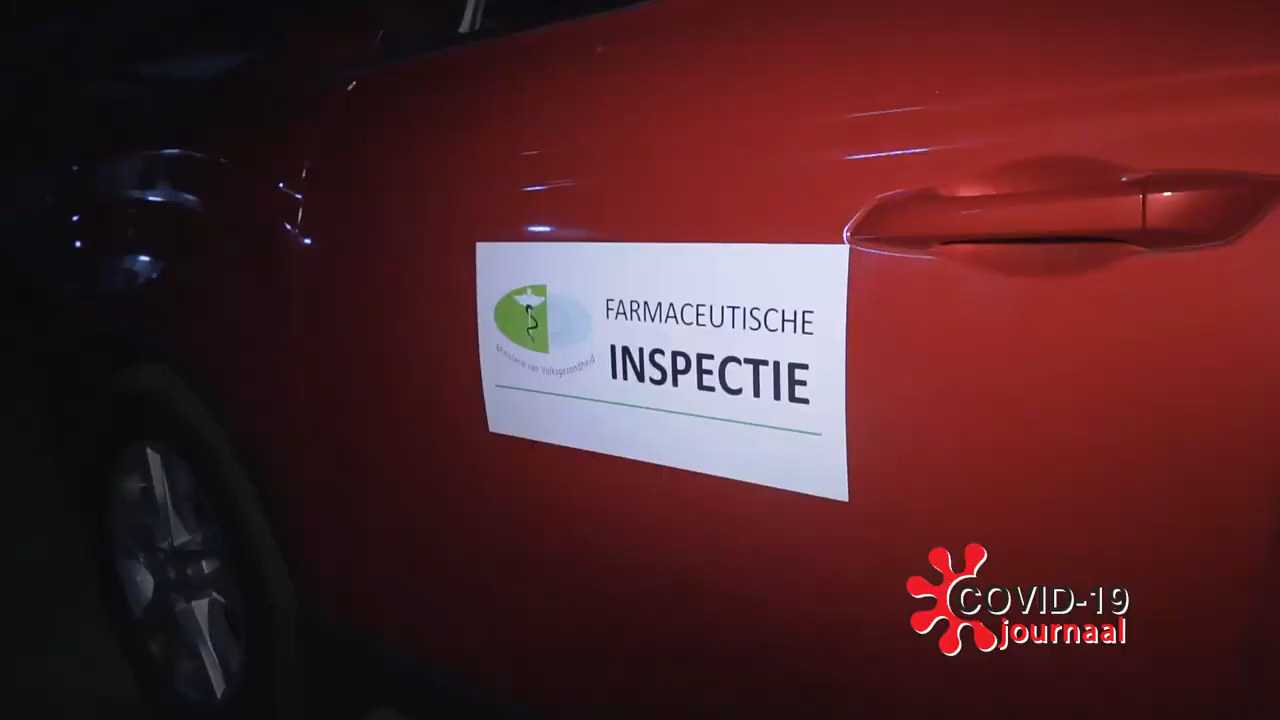 FARMACEUTISCHE
INSPECTIE
Ministerie van Volksgezondheid
COVID-19
journaal